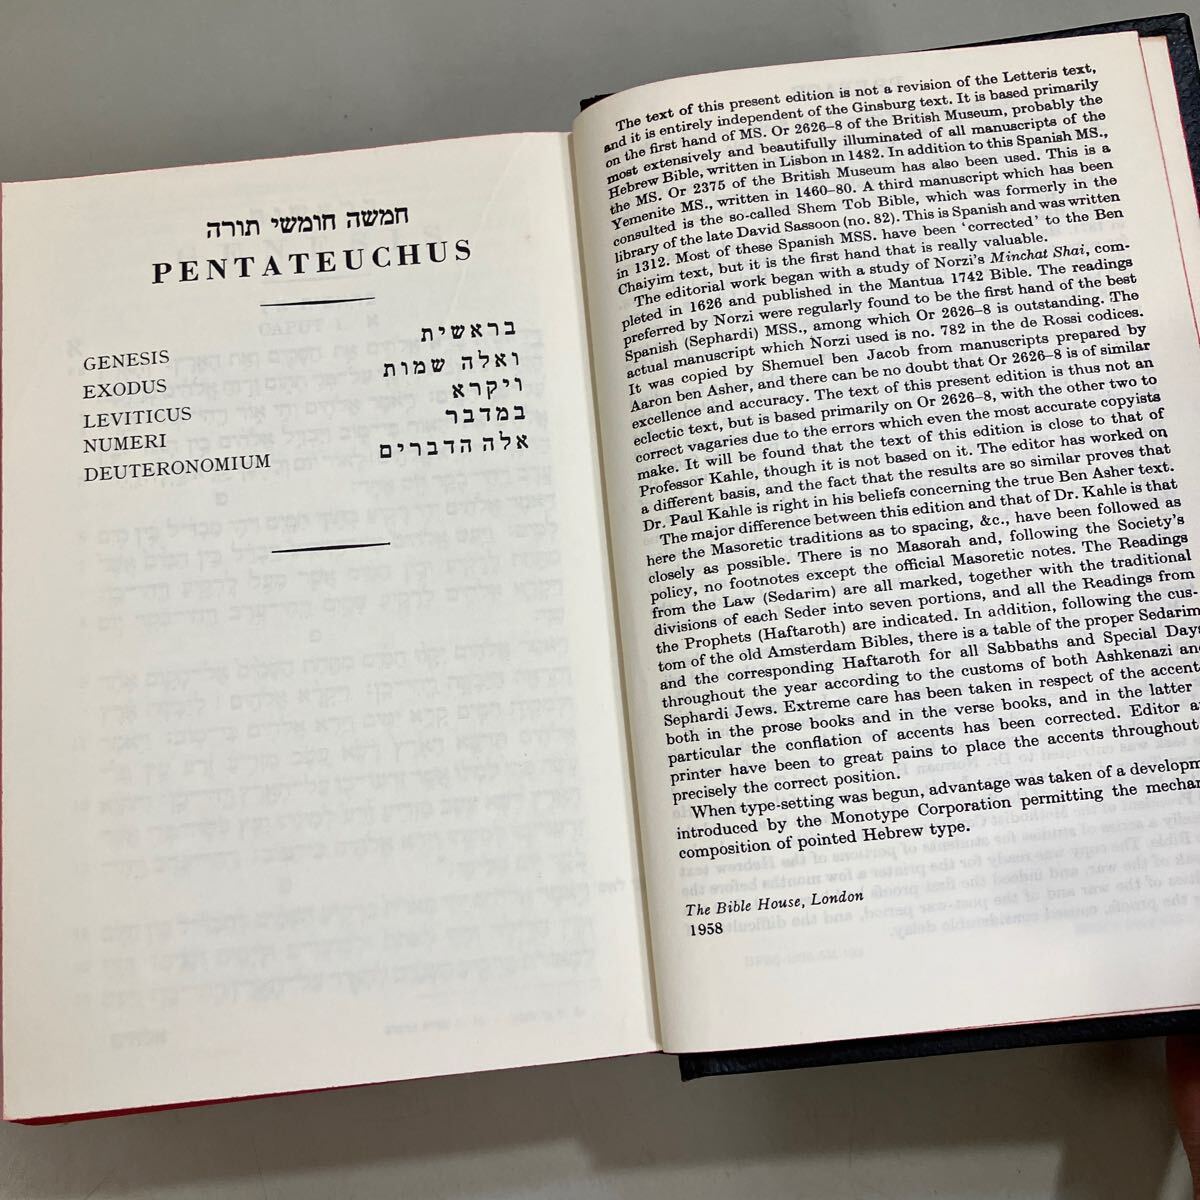 חמשה חומשי תורה
PENTATEUCHUS
GENESIS בראשית
EXODUS ואלה שמות
LEVITICUS ויקרא
NUMERI במדבר
DEUTERONOMIUM אלה הדברים
The text of this present edition is not a revision of the Letteris text,
and it is entirely independent of the Ginsburg text. It is based primarily
on the first hand of MS. Or 2626–8 of the British Museum, probably the
most extensively and beautifully illuminated of all manuscripts of the
Hebrew Bible, written in Lisbon in 1482. In addition to this Spanish MS.,
the MS. Or 2375 of the British Museum has also been used. This is a
Yemenite MS., written in 1460–80. A third manuscript which has been
consulted is the so-called Shem Tob Bible, which was formerly in the
library of the late David Sassoon (no. 82). This is Spanish and was written
in 1312. Most of these Spanish MSS. have been ‘corrected’ to the Ben
Chaiyim text, but it is the first hand that is really valuable.
The editorial work began with a study of Norzi's Minchat Shai, com-
pleted in 1626 and published in the Mantua 1742 Bible. The readings
preferred by Norzi were regularly found to be the first hand of the best
Spanish (Sephardi) MSS., among which Or 2626–8 is outstanding. The
actual manuscript which Norzi used is no. 782 in the de Rossi codices.
It was copied by Shemuel ben Jacob from manuscripts prepared by
Aaron ben Asher, and there can be no doubt that Or 2626–8 is of similar
excellence and accuracy. The text of this present edition is thus not an
eclectic text, but is based primarily on Or 2626–8, with the other two to
correct vagaries due to the errors which even the most accurate copyists
make. It will be found that the text of this edition is close to that of
Professor Kahle, though it is not based on it. The editor has worked on
a different basis, and the fact that the results are so similar proves that
Dr. Paul Kahle is right in his beliefs concerning the true Ben Asher text.
The major difference between this edition and that of Dr. Kahle is that
here the Masoretic traditions as to spacing, &c., have been followed as
closely as possible. There is no Masorah and, following the Society's
policy, no footnotes except the official Masoretic notes. The Readings
from the Law (Sedarim) are all marked, together with the traditional
divisions of each Seder into seven portions, and all the Readings from
the Prophets (Haftaroth) are indicated. In addition, following the cus-
tom of the old Amsterdam Bibles, there is a table of the proper Sedarim
and the corresponding Haftaroth for all Sabbaths and Special Days
throughout the year according to the customs of both Ashkenazi and
Sephardi Jews. Extreme care has been taken in respect of the accent
both in the prose books and in the verse books, and in the latter
particular the conflation of accents has been corrected. Editor a
printer have been to great pains to place the accents throughout
precisely the correct position.
When type-setting was begun, advantage was taken of a developm
introduced by the Monotype Corporation permitting the mechan
composition of pointed Hebrew type.
The Bible House, London
1958